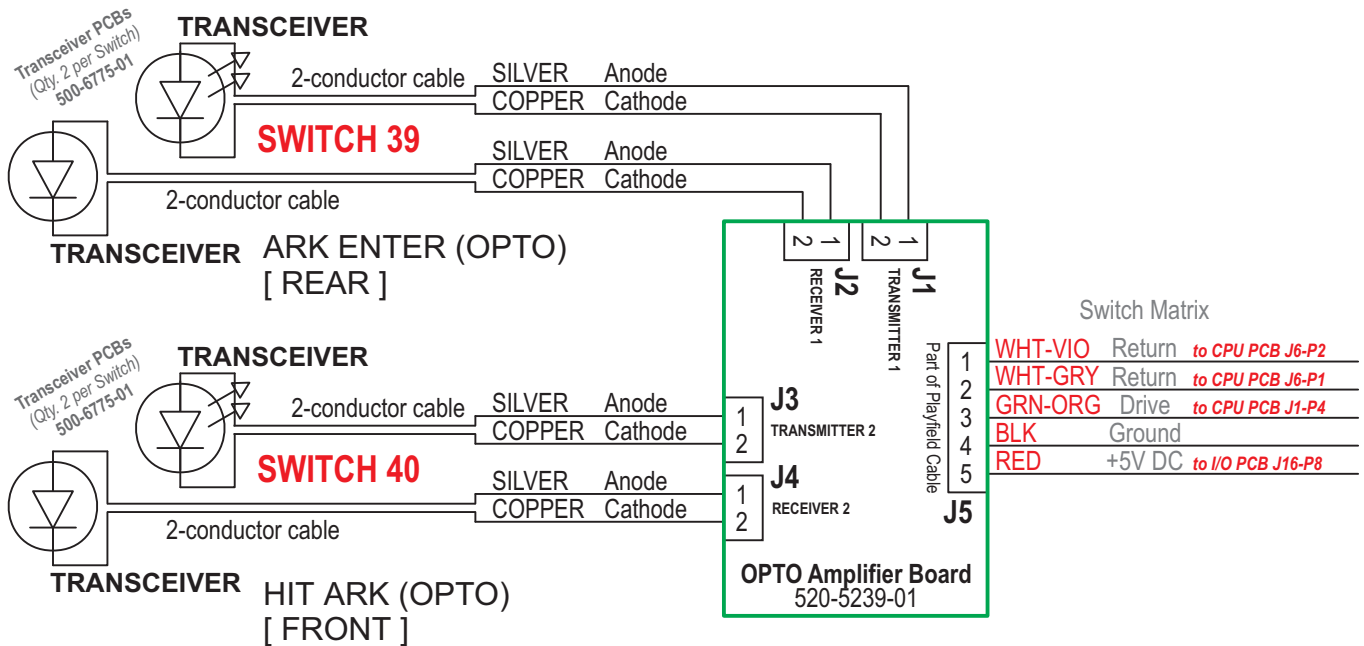 Transceiver PCBs
(Qty. 2 per Switch)
500-6775-01
TRANSCEIVER
2-conductor cable
SILVER Anode
COPPER Cathode
SWITCH 39
SILVER Anode
COPPER Cathode
2-conductor cable
TRANSCEIVER
ARK ENTER (OPTO)
[ REAR ]
Transceiver PCBs
(Qty. 2 per Switch)
500-6775-01
TRANSCEIVER
2-conductor cable
SILVER Anode
COPPER Cathode
SWITCH 40
SILVER Anode
COPPER Cathode
2-conductor cable
TRANSCEIVER
HIT ARK (OPTO)
[ FRONT ]
2 1
J2
RECEIVER 1
2 1
J1
TRANSMITTER 1
1
2
J3
TRANSMITTER 2
1
2
J4
RECEIVER 2
Part of Playfield Cable
1
2
3
4
5
J5
OPTO Amplifier Board
520-5239-01
Switch Matrix
WHT-VIO Return to CPU PCB J6-P2
WHT-GRY Return to CPU PCB J6-P1
GRN-ORG Drive to CPU PCB J1-P4
BLK Ground
RED +5V DC to I/O PCB J16-P8